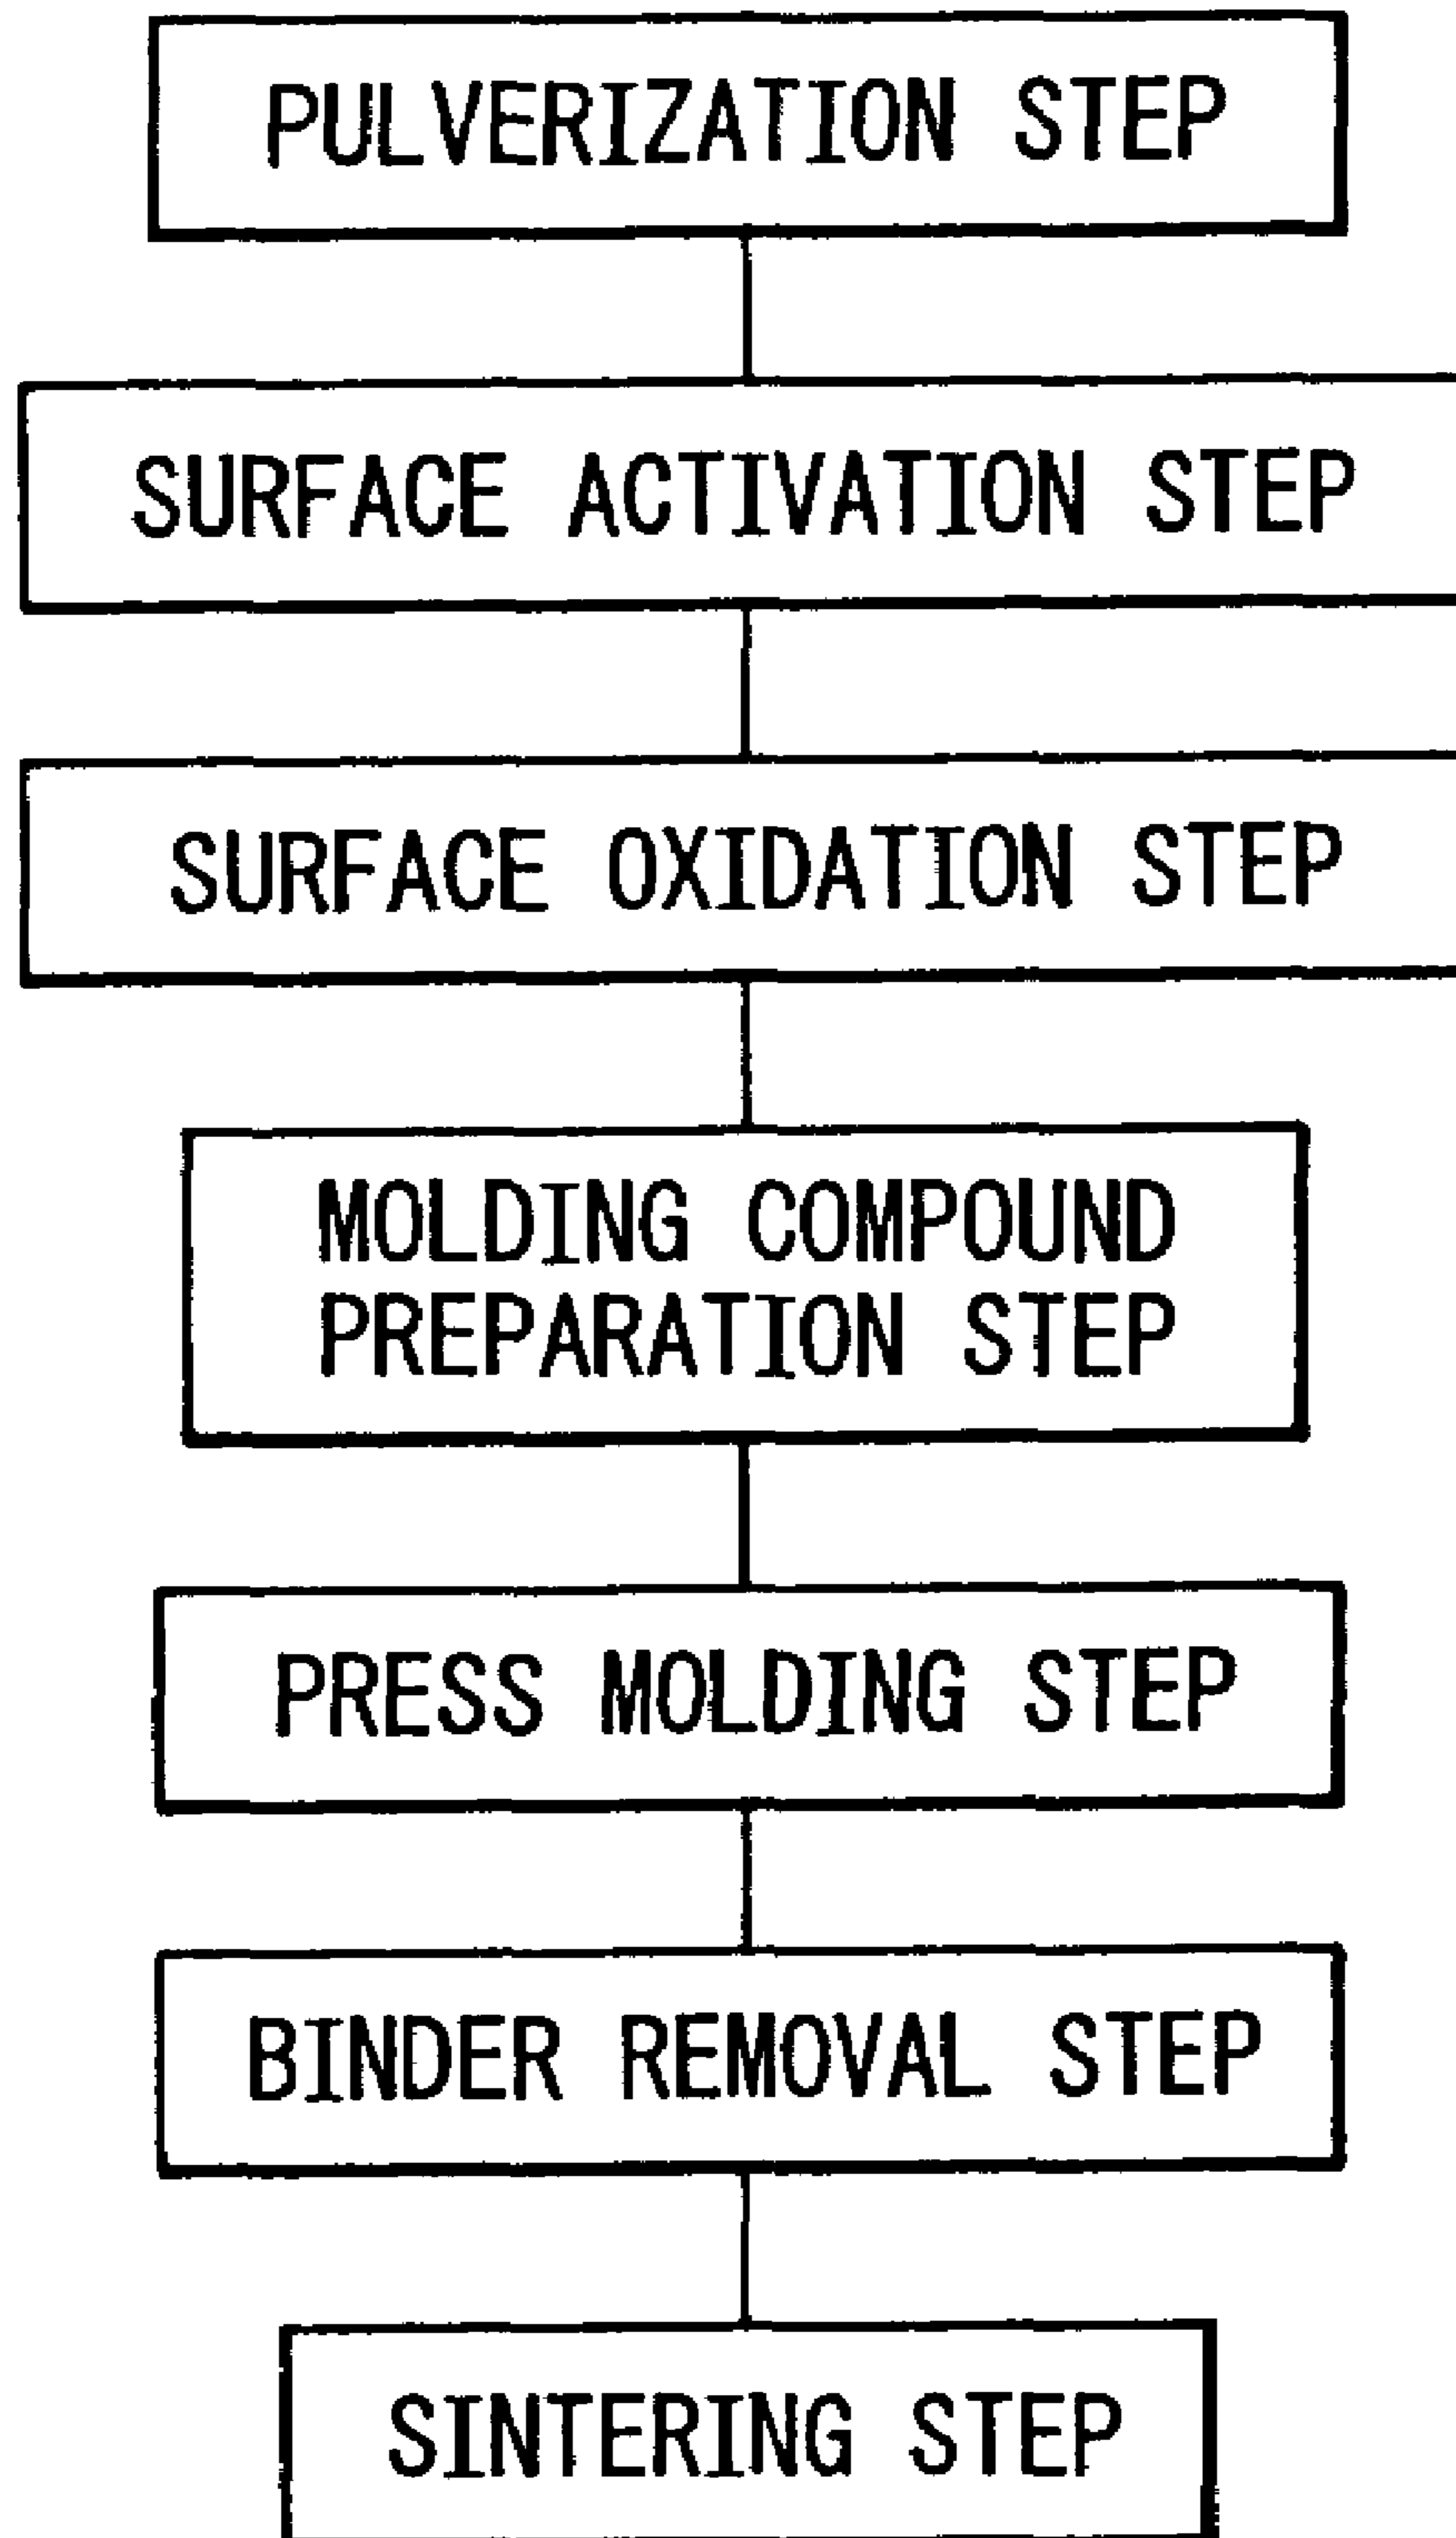 PULVERIZATION STEP
SURFACE ACTIVATION STEP
SURFACE OXIDATION STEP
MOLDING COMPOUND
PREPARATION STEP
PRESS MOLDING STEP
BINDER REMOVAL STEP
SINTERING STEP